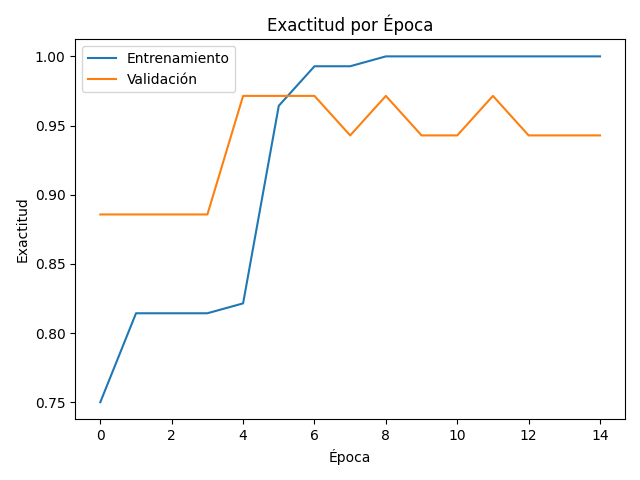 Exactitud por Época
Entrenamiento
Validación
1.00
0.95
0.90
0.85
0.80
0.75
Exactitud
0 2 4 6 8 10 12 14
Época